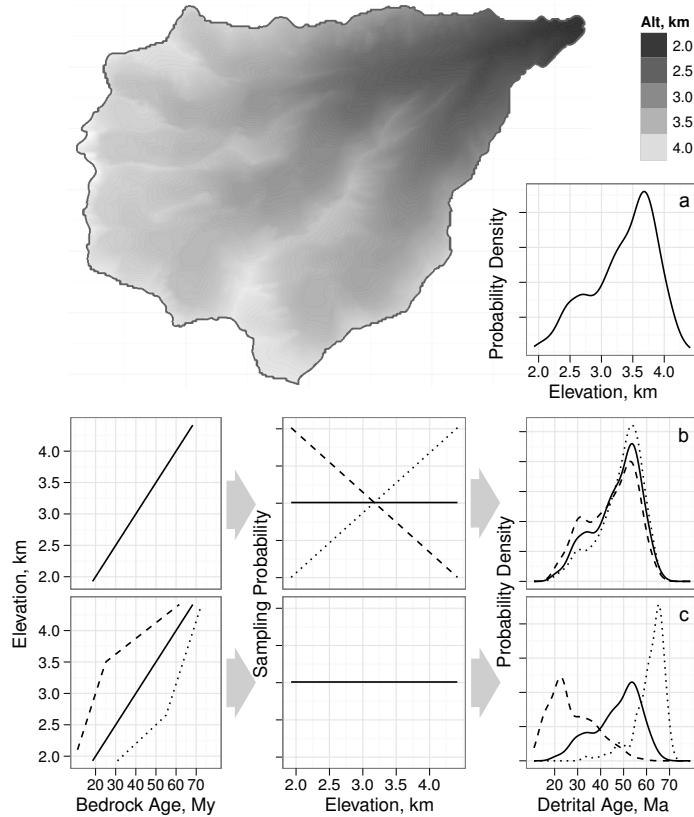 Alt, km
2.0
2.5
3.0
3.5
4.0
a
Probability Density
2.0 2.5 3.0 3.5 4.0
Elevation, km
4.0
3.5
3.0
2.5
2.0
4.0
3.5
3.0
2.5
2.0
Elevation, km
20 30 40 50 60 70
Bedrock Age, My
Sampling Probability
2.0 2.5 3.0 3.5 4.0
Elevation, km
b
c
Probability Density
20 30 40 50 60 70
Detrital Age, Ma